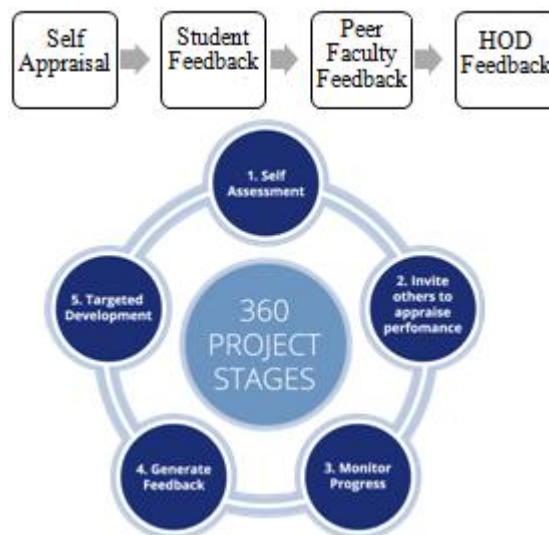 Self
Appraisal
Student
Feedback
Peer
Faculty
Feedback
HOD
Feedback
1. Self
Assessment
2. Invite
others to
appraise
perfomance
3. Monitor
Progress
4. Generate
Feedback
5. Targeted
Development
360
PROJECT
STAGES